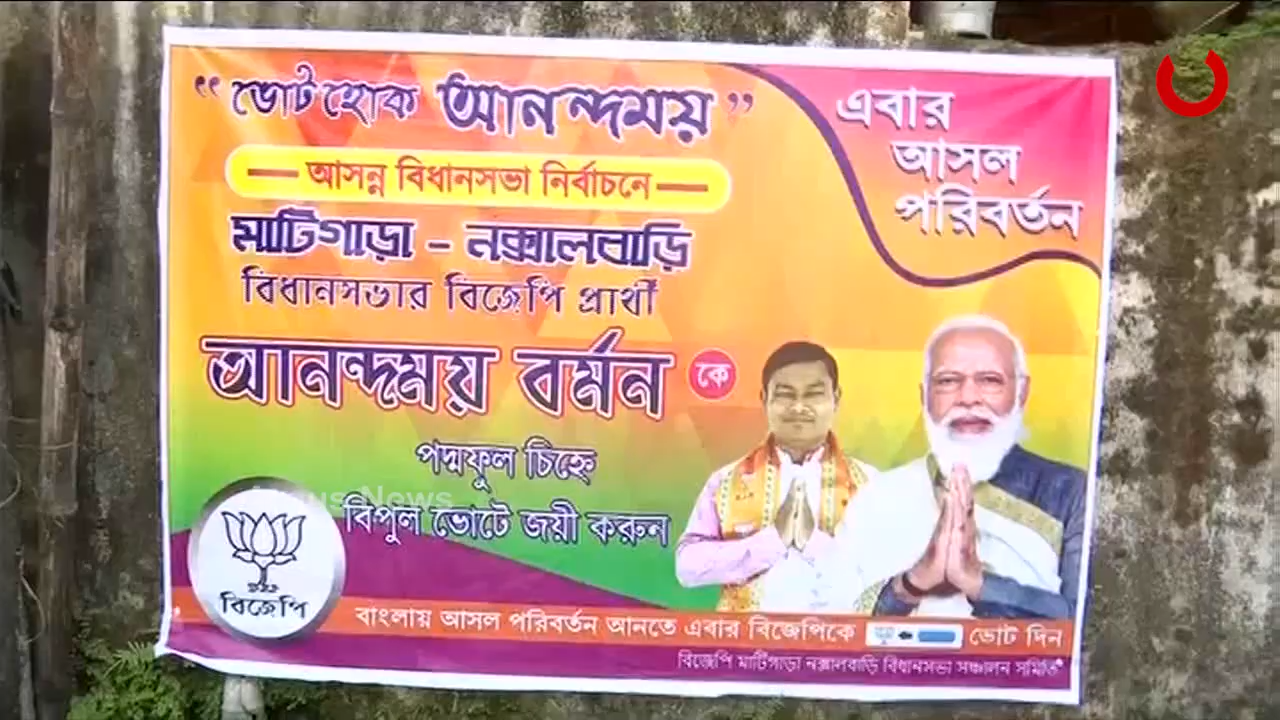 “ ভোট হোক আনন্দময় ”
এবার
আসল
পরিবর্তন
আসন্ন বিধানসভা নির্বাচনে
মাটিগাড়া – নক্সালবাড়ি
বিধানসভার বিজেপি প্রার্থী
আনন্দময় বর্মন কে
পদ্মফুল চিহ্নে
বিপুল ভোটে জয়ী করুন
বিজেপি
বাংলায় আসল পরিবর্তন আনতে এবার বিজেপিকে ভোট দিন
বিজেপি মাটিগাড়া নক্সালবাড়ি বিধানসভা সঞ্চালন সমিতি
News